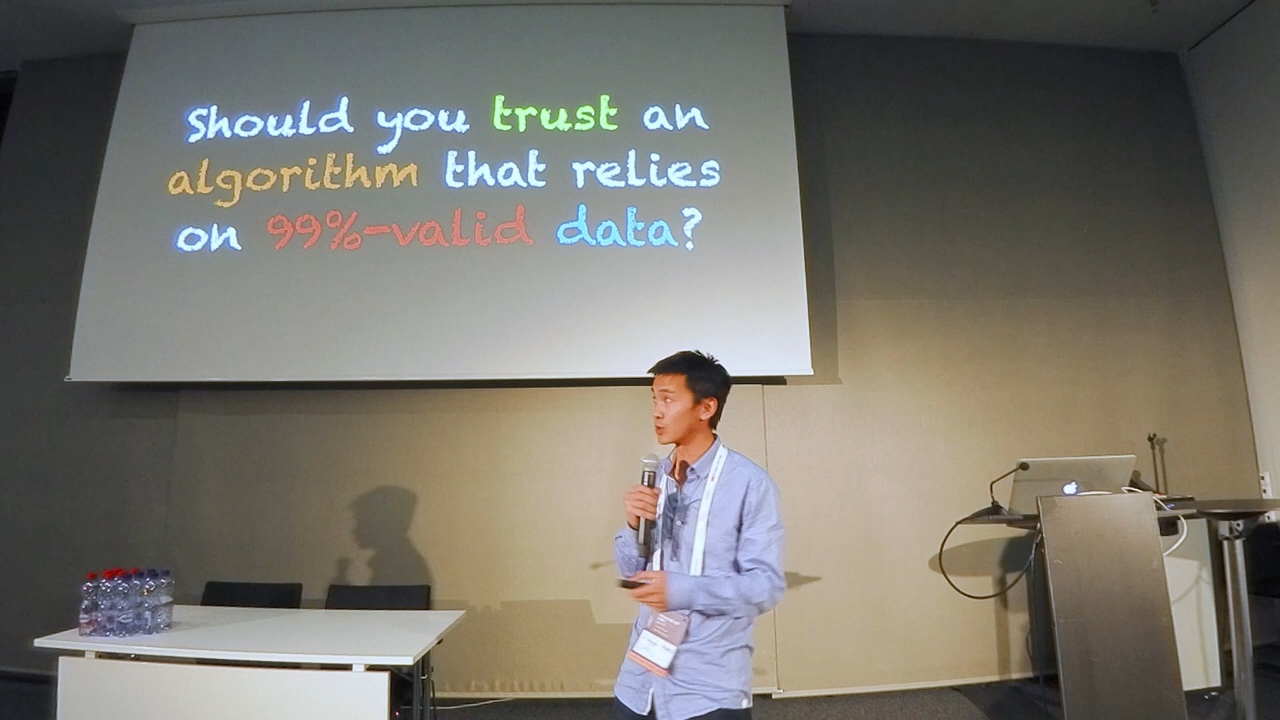 Should you trust an
algorithm that relies
on 99%-valid data?